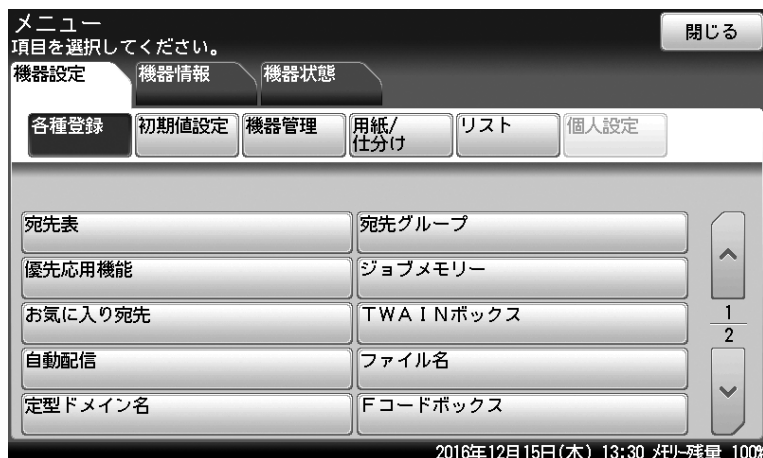 メニュー
閉じる
項目を選択してください。
機器設定 機器情報 機器状態
各種登録 初期値設定 機器管理 用紙/ リスト 個人設定
仕分け
宛先表 宛先グループ
優先応用機能 ジョブメモリー
お気に入り宛先 ＴＷＡＩＮボックス
1
2
自動配信 ファイル名
定型ドメイン名 Ｆコードボックス
2016年12月15日(木) 13:30 ﾒﾓﾘｰ残量 100%